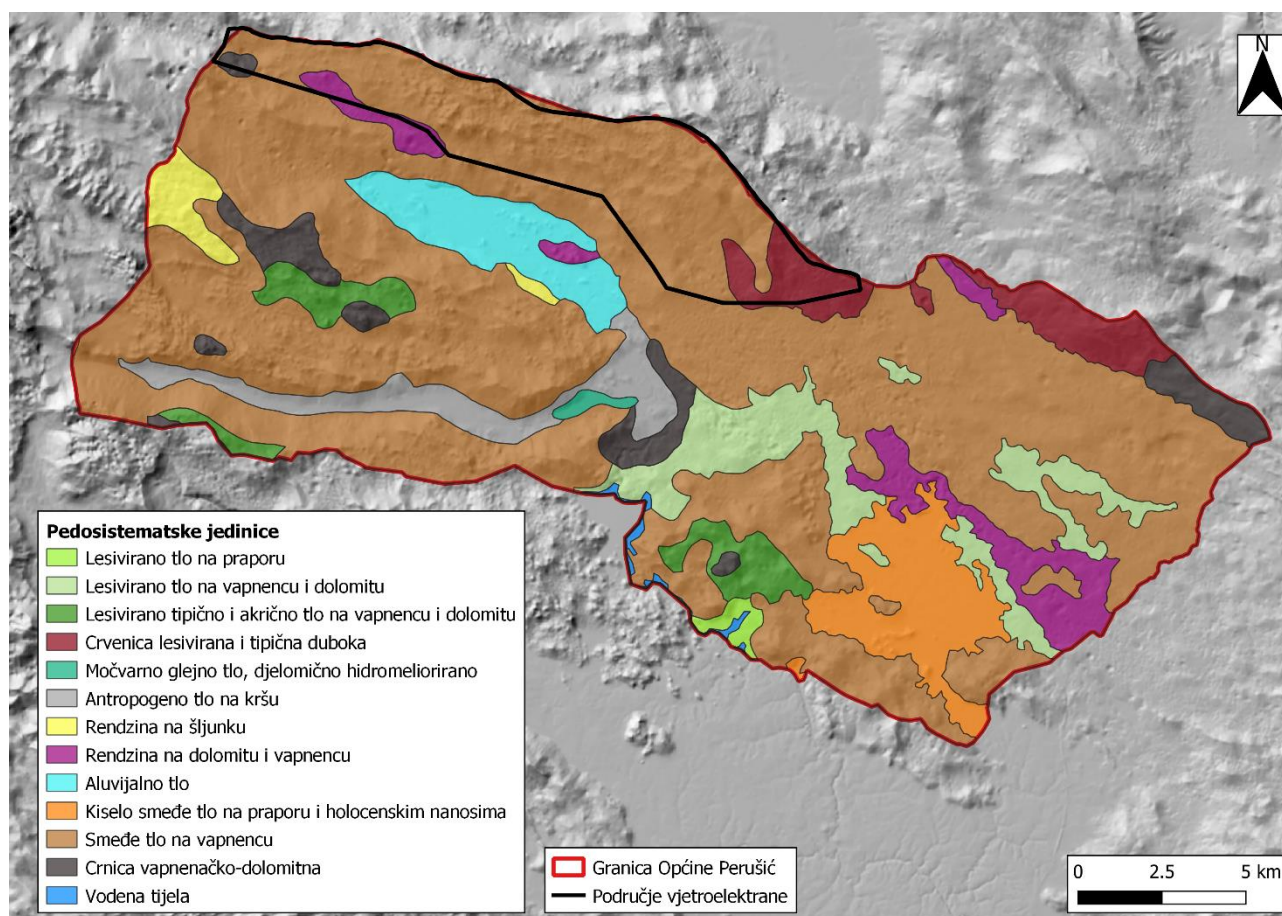 N
Pedosistematske jedinice
Lesivirano tlo na praporu
Lesivirano tlo na vapnencu i dolomitu
Lesivirano tipično i akrično tlo na vapnencu i dolomitu
Crvenica lesivirana i tipična duboka
Močvarno glejno tlo, djelomično hidromeliorirano
Antropogeno tlo na kršu
Rendzina na šljunku
Rendzina na dolomitu i vapnencu
Aluvijalno tlo
Kiselo smeđe tlo na praporu i holocenskim nanosima
Smeđe tlo na vapnencu
Crnica vapnenačko-dolomitna
Vodena tijela
Granica Općine Perušić
Područje vjetroelektrane
0 2.5 5 km